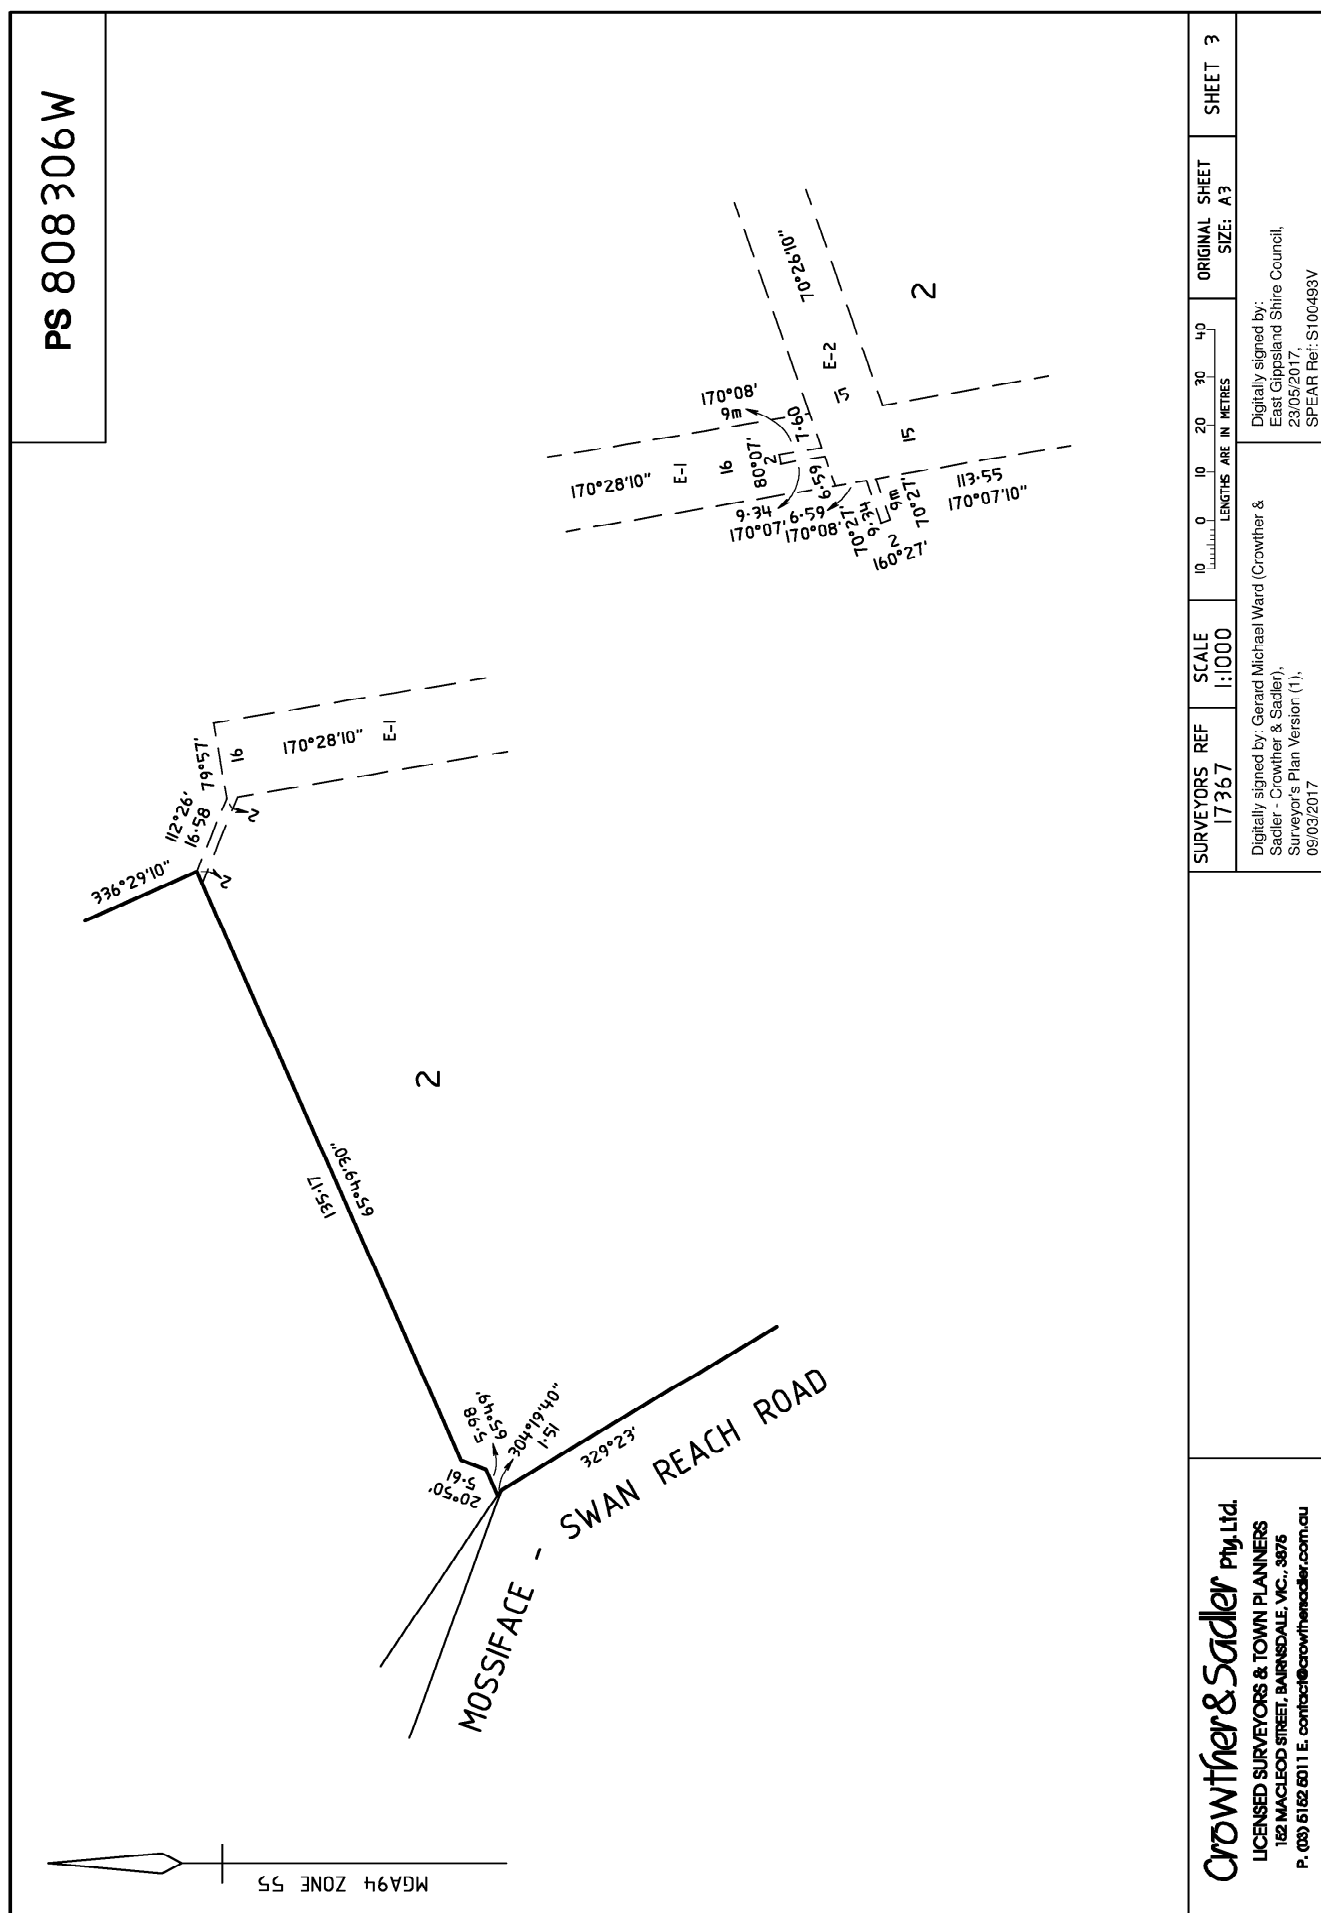 PS 808306W
336°29'10"
112°26'
16·58
79°57'
16
2
2
170°28'10"
E-1
135·17
65°49'30"
2
20°50'
5·61
5·98
65°49'
304°19'40"
1·51
329°23'
MOSSIFACE - SWAN REACH ROAD
MGA94 ZONE 55
170°28'10"
E-1
16
170°08'
9m
80°07'
2
7·60
6·59
9·34
170°07'
6·59
170°08'
70°27'
9·34
2
160°27'
9m
70°27'
70°26'10"
E-2
15
15
113·55
170°07'10"
2
Crowther & Sadler Pty. Ltd.
LICENSED SURVEYORS & TOWN PLANNERS
152 MACLEOD STREET, BAIRNSDALE, VIC., 3875
P. (03) 5152 5011 E. contact@crowthersadler.com.au
SURVEYORS REF
17367
SCALE
1:1000
10 0 10 20 30 40
LENGTHS ARE IN METRES
ORIGINAL SHEET
SIZE: A3
SHEET 3
Digitally signed by: Gerard Michael Ward (Crowther &
Sadler - Crowther & Sadler),
Surveyor's Plan Version (1),
09/03/2017
Digitally signed by:
East Gippsland Shire Council,
23/05/2017,
SPEAR Ref: S100493V